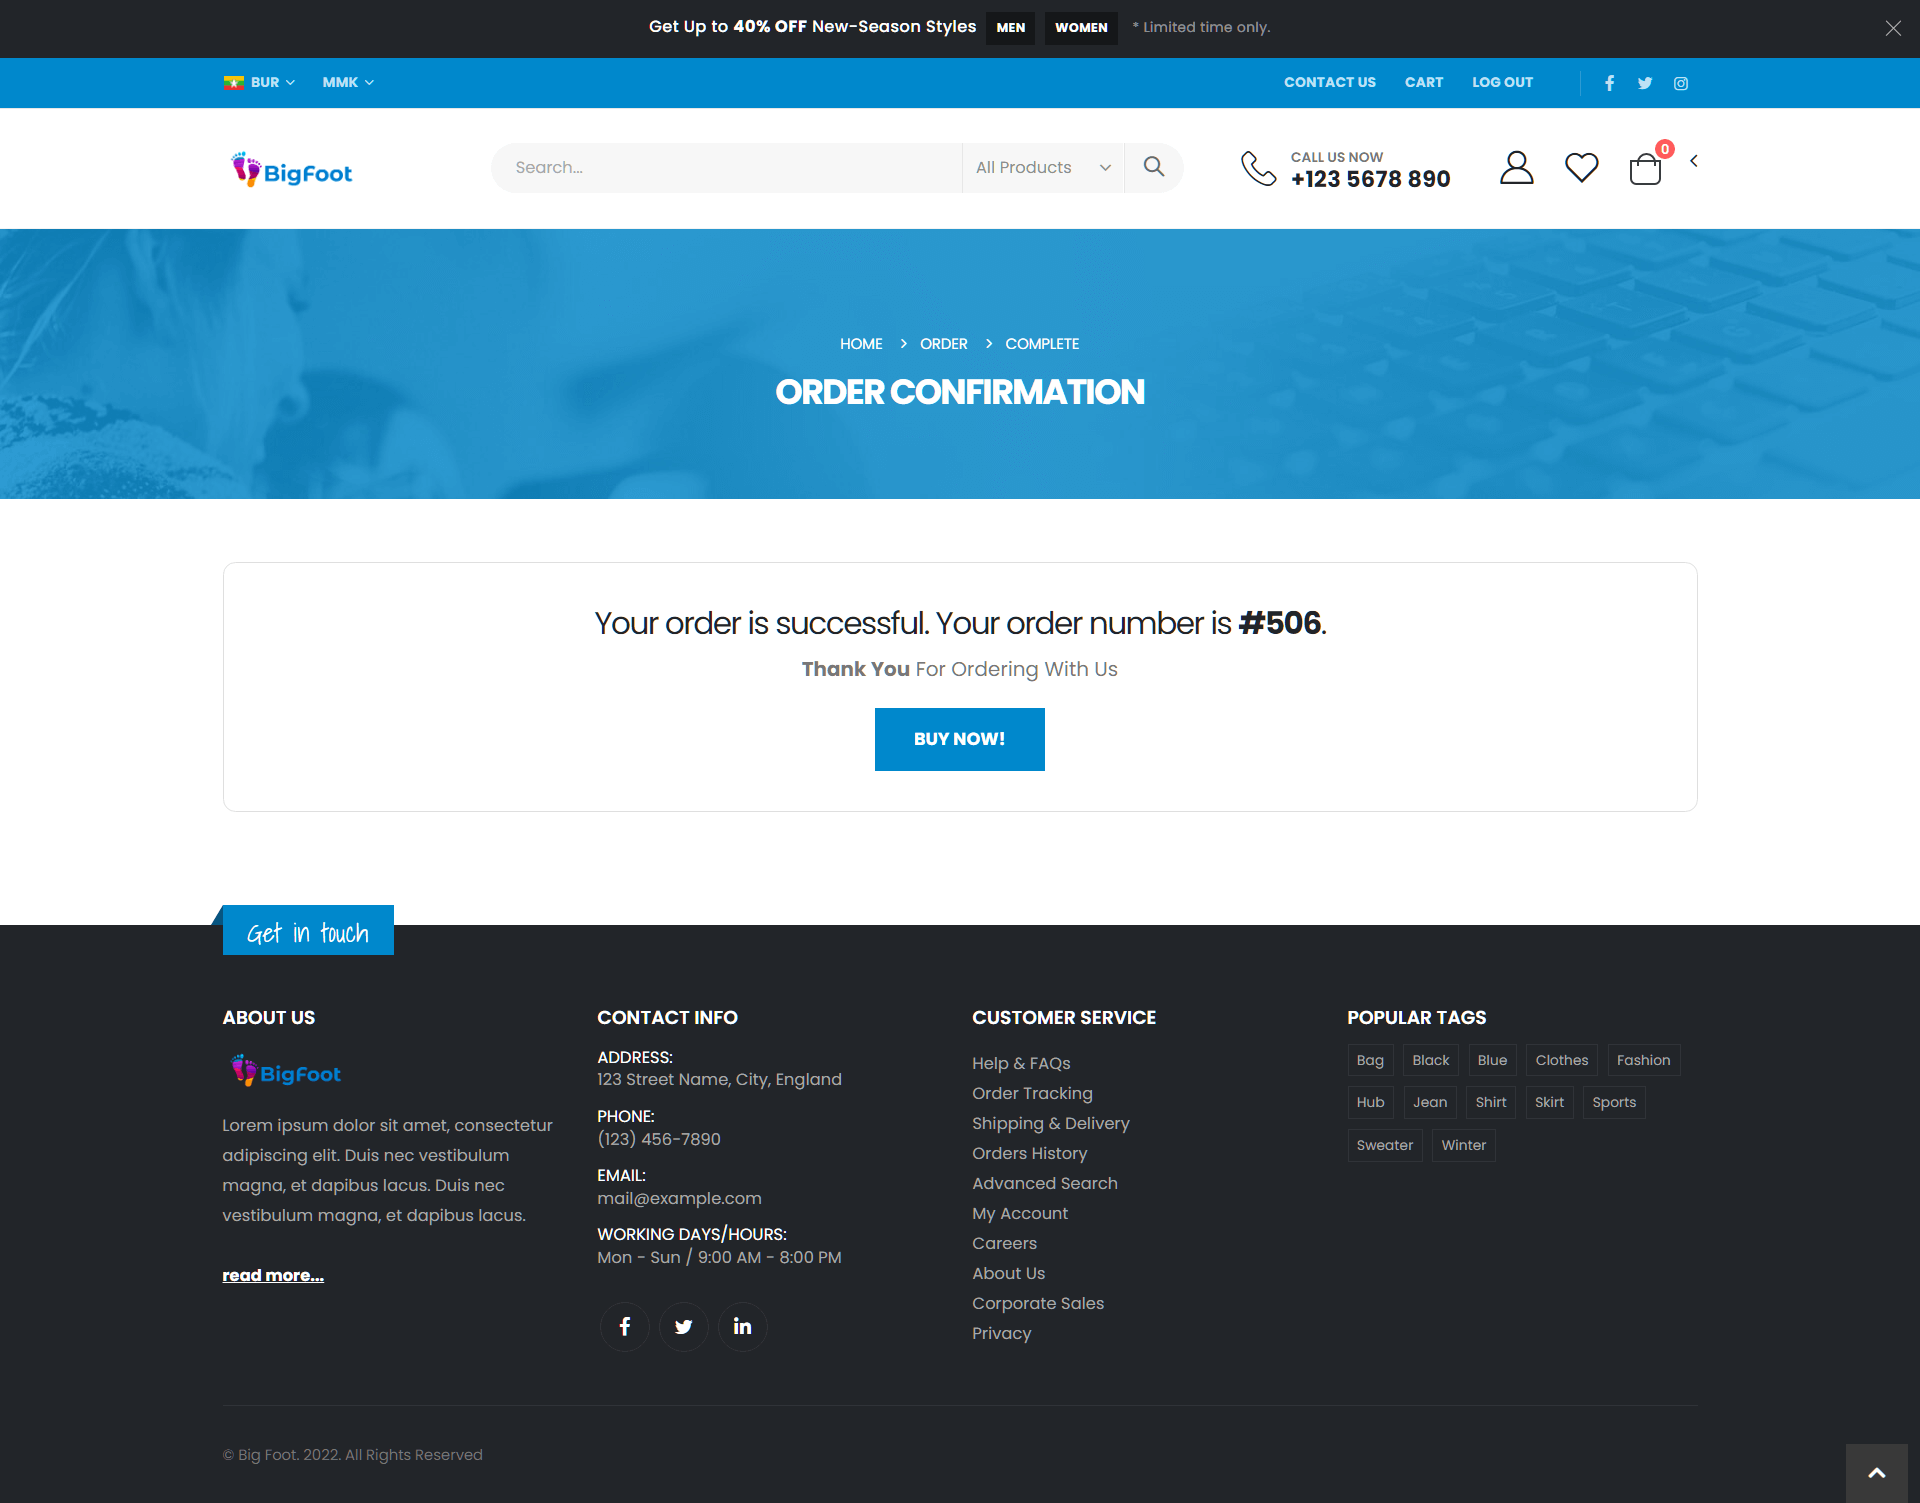 Get Up to 40% OFF New-Season Styles MEN WOMEN * Limited time only.
BUR MMK CONTACT US CART LOG OUT
BigFoot
Search... All Products
CALL US NOW
+123 5678 890
0
HOME ORDER COMPLETE
ORDER CONFIRMATION
Your order is successful. Your order number is #506.
Thank You For Ordering With Us
BUY NOW!
Get in touch
ABOUT US
BigFoot
Lorem ipsum dolor sit amet, consectetur
adipiscing elit. Duis nec vestibulum
magna, et dapibus lacus. Duis nec
vestibulum magna, et dapibus lacus.
read more...
CONTACT INFO
ADDRESS:
123 Street Name, City, England
PHONE:
(123) 456-7890
EMAIL:
mail@example.com
WORKING DAYS/HOURS:
Mon - Sun / 9:00 AM - 8:00 PM
CUSTOMER SERVICE
Help & FAQs
Order Tracking
Shipping & Delivery
Orders History
Advanced Search
My Account
Careers
About Us
Corporate Sales
Privacy
POPULAR TAGS
Bag Black Blue Clothes Fashion
Hub Jean Shirt Skirt Sports
Sweater Winter
© Big Foot. 2022. All Rights Reserved